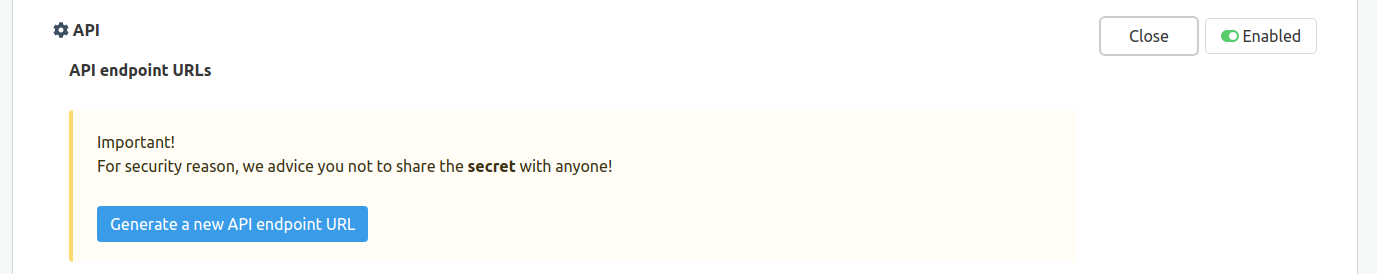 API
Close
Enabled
API endpoint URLs
Important!
For security reason, we advice you not to share the secret with anyone!
Generate a new API endpoint URL